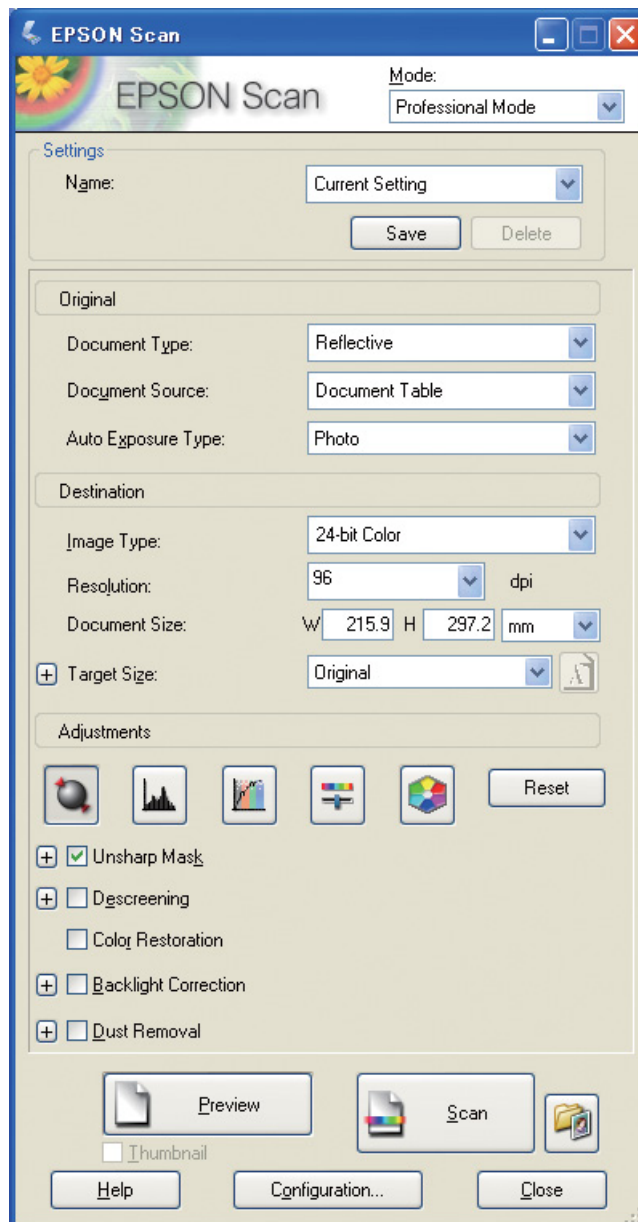 EPSON Scan
EPSON Scan
Mode:
Professional Mode
Settings
Name:
Current Setting
Save
Delete
Original
Document Type:
Reflective
Document Source:
Document Table
Auto Exposure Type:
Photo
Destination
Image Type:
24-bit Color
Resolution:
96
dpi
Document Size:
W 215.9 H 297.2 mm
Target Size:
Original
A
Adjustments
Reset
Unsharp Mask
Descreening
Color Restoration
Backlight Correction
Dust Removal
Preview
Scan
Thumbnail
Help
Configuration...
Close